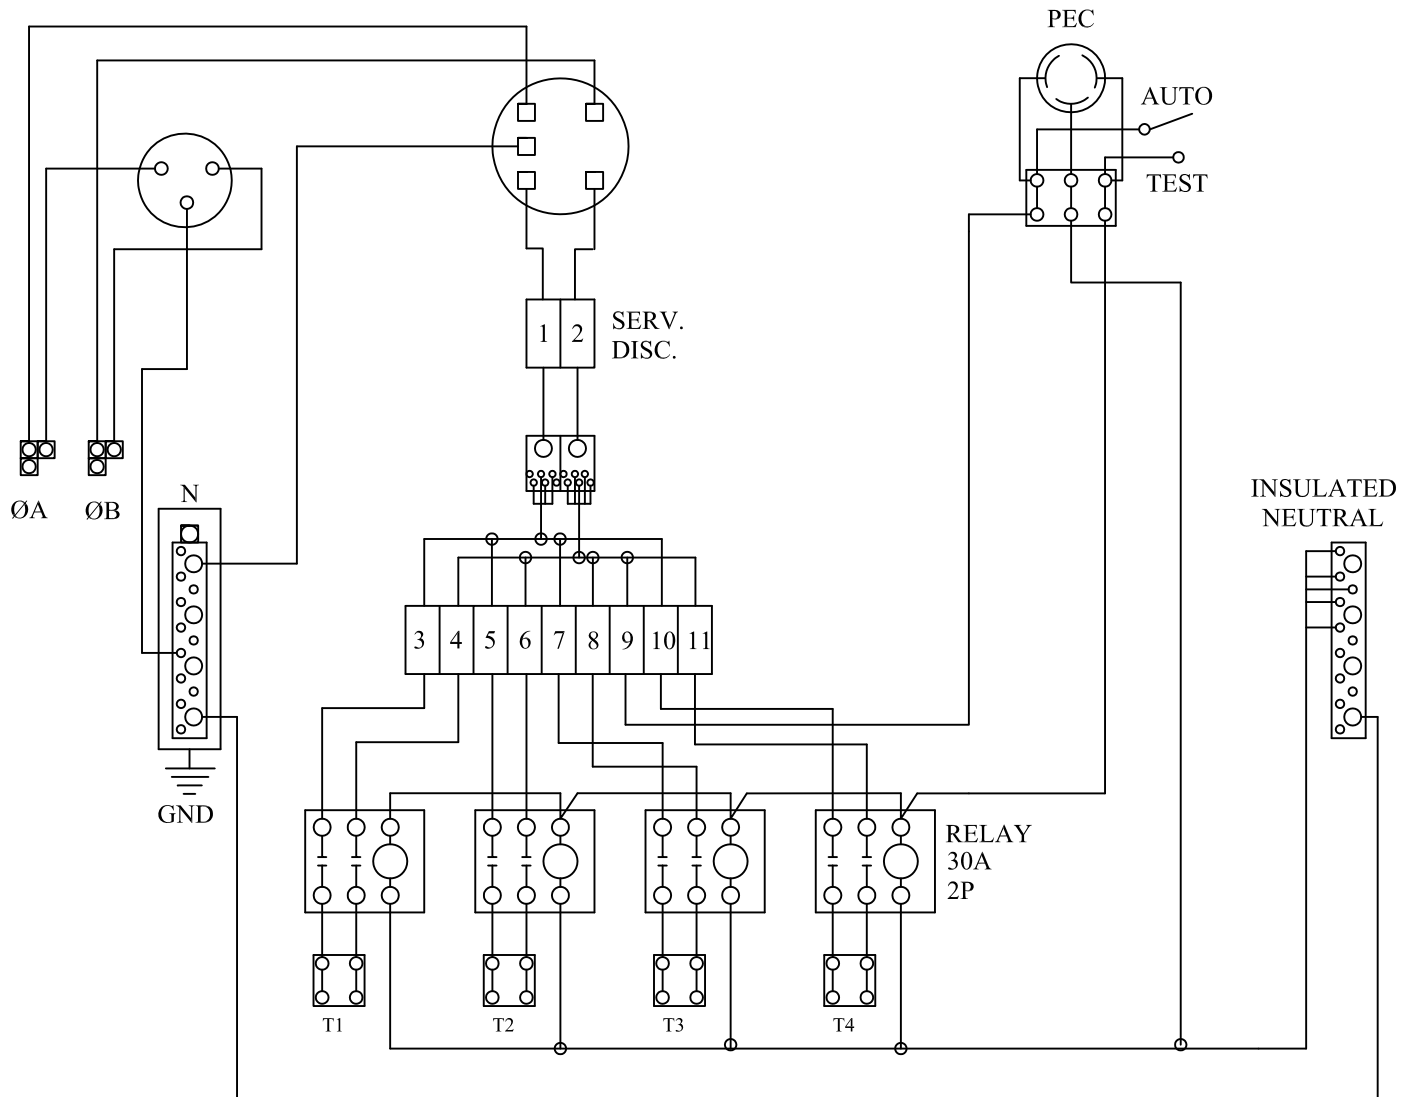 PEC
AUTO
TEST
1 2
SERV.
DISC.
ØA
ØB
N
INSULATED
NEUTRAL
3 4 5 6 7 8 9 10 11
GND
RELAY
30A
2P
T1
T2
T3
T4